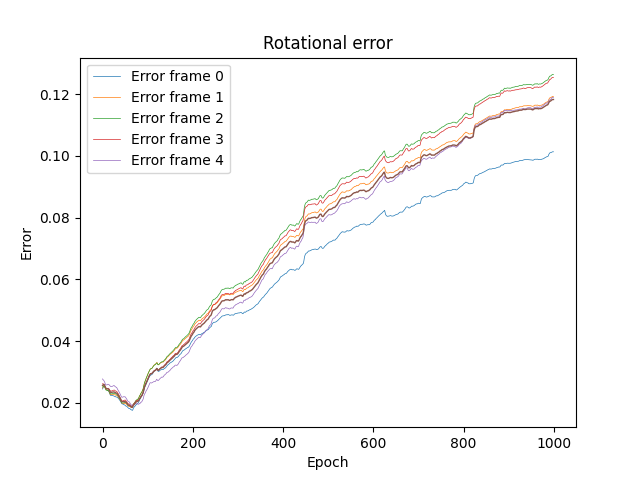 Rotational error
Error frame 0
Error frame 1
Error frame 2
Error frame 3
Error frame 4
0.12
0.10
0.08
0.06
0.04
0.02
Error
0 200 400 600 800 1000
Epoch